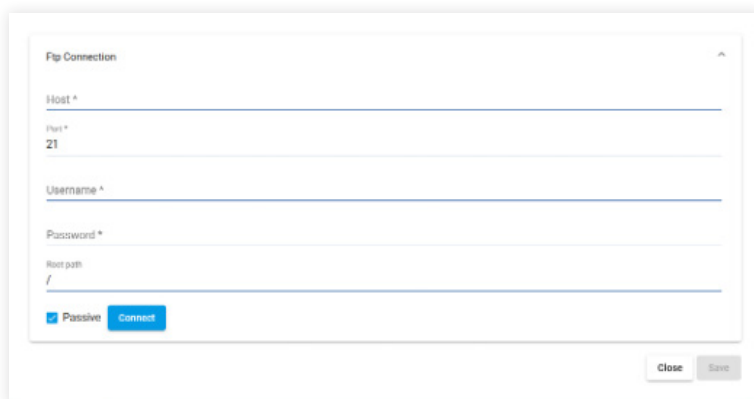 Ftp Connection
Host *
Port *
21
Username *
Password *
Root path
/
Passive Connect
Close Save